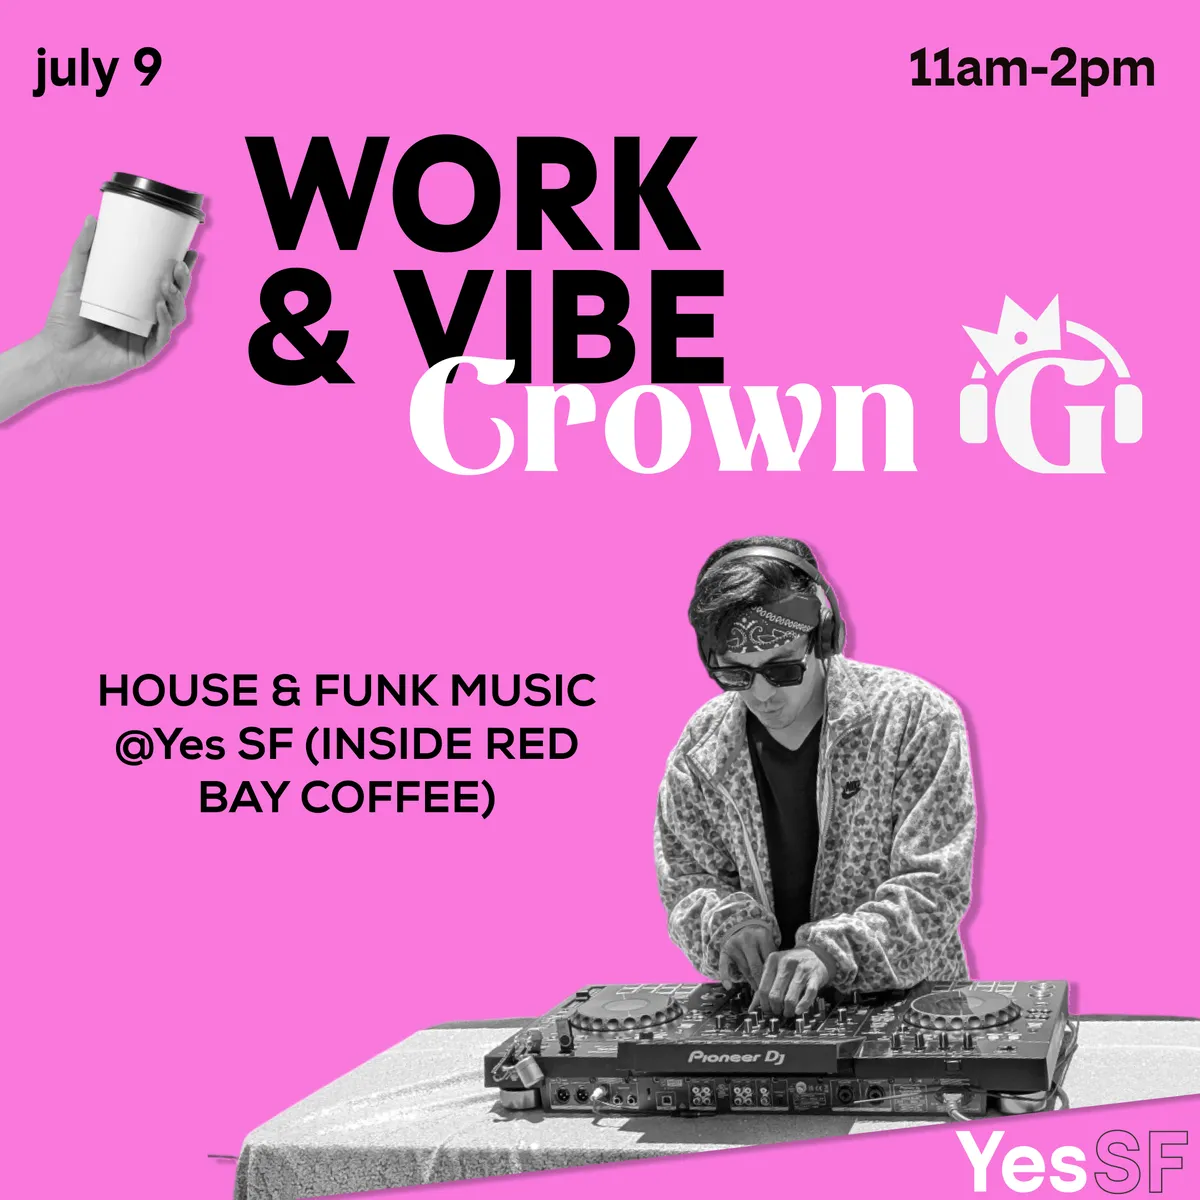 july 9
11am-2pm
WORK
& VIBE
Crown G
HOUSE & FUNK MUSIC
@Yes SF (INSIDE RED
BAY COFFEE)
Pioneer DJ
YesSF